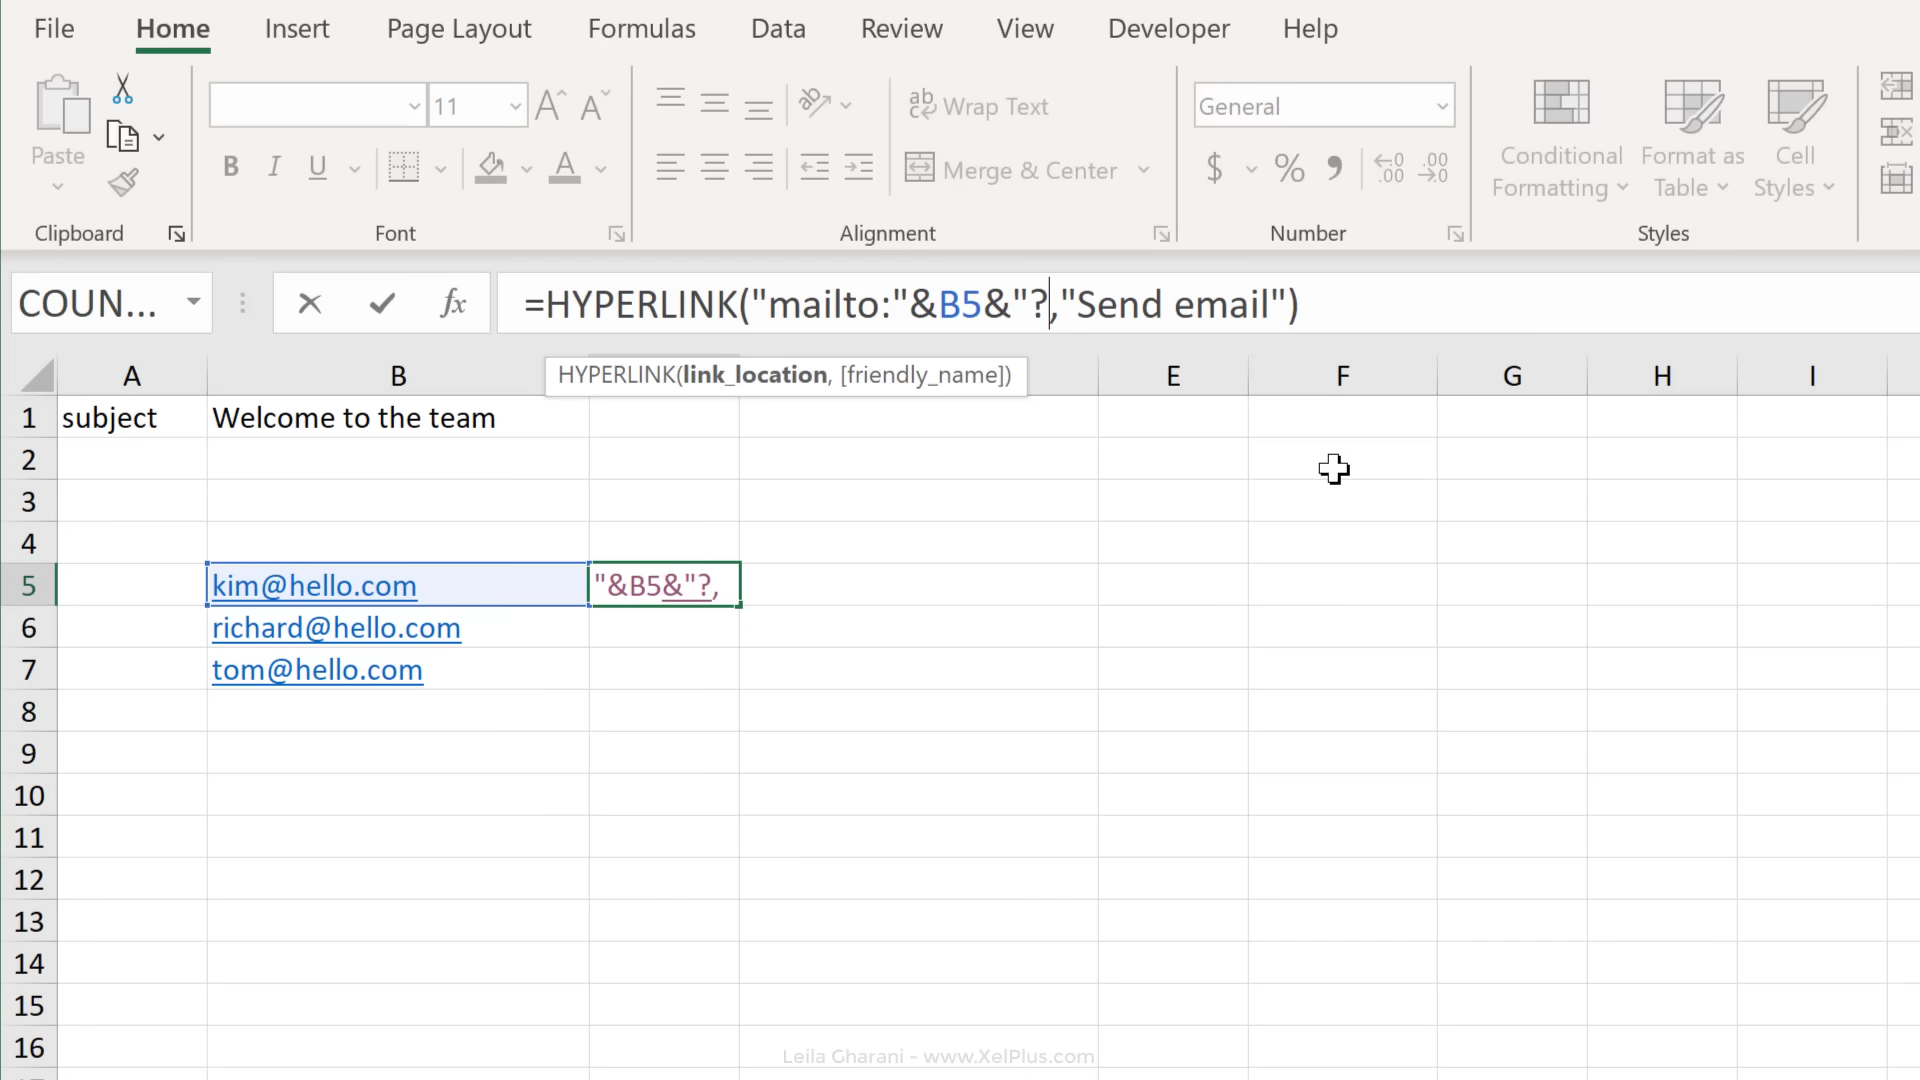 File Home Insert Page Layout Formulas Data Review View Developer Help
11 General
ab Wrap Text
Paste
B I U A Merge & Center $ % , Conditional Formatting Format as Table Cell Styles
Clipboard Font Alignment Number Styles
COUN... fx =HYPERLINK("mailto:"&B5&"?,"Send email")
HYPERLINK(link_location, [friendly_name])
A B E F G H I
1 subject Welcome to the team
2
3
4
5 kim@hello.com "&B5&"?,
6 richard@hello.com
7 tom@hello.com
8
9
10
11
12
13
14
15
16
Leila Gharani - www.XelPlus.com